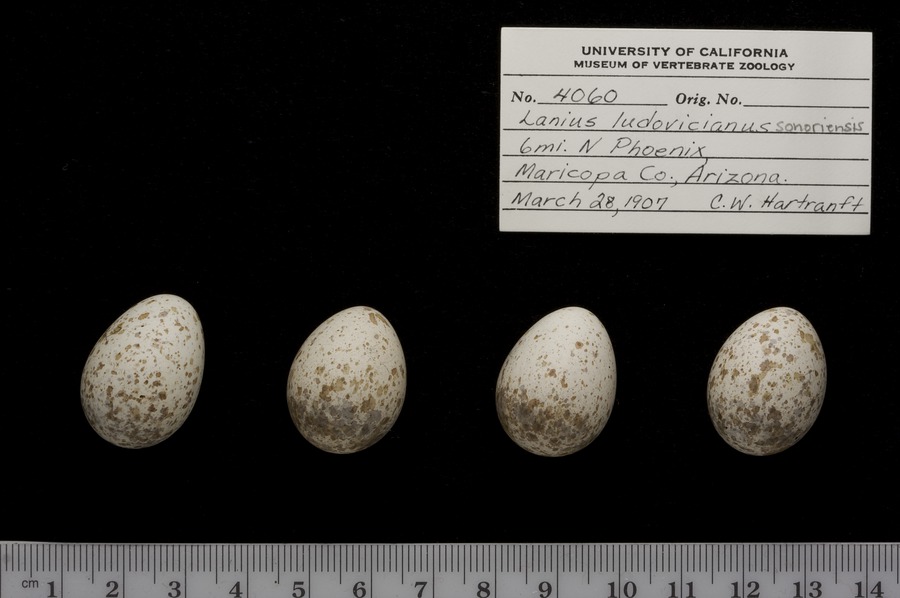 UNIVERSITY OF CALIFORNIA
MUSEUM OF VERTEBRATE ZOOLOGY
No. 4060 Orig. No.
Lanius ludovicianus sonoriensis
6mi. N Phoenix
Maricopa Co., Arizona.
March 28, 1907 C.W. Hartranft
cm 1 2 3 4 5 6 7 8 9 10 11 12 13 14